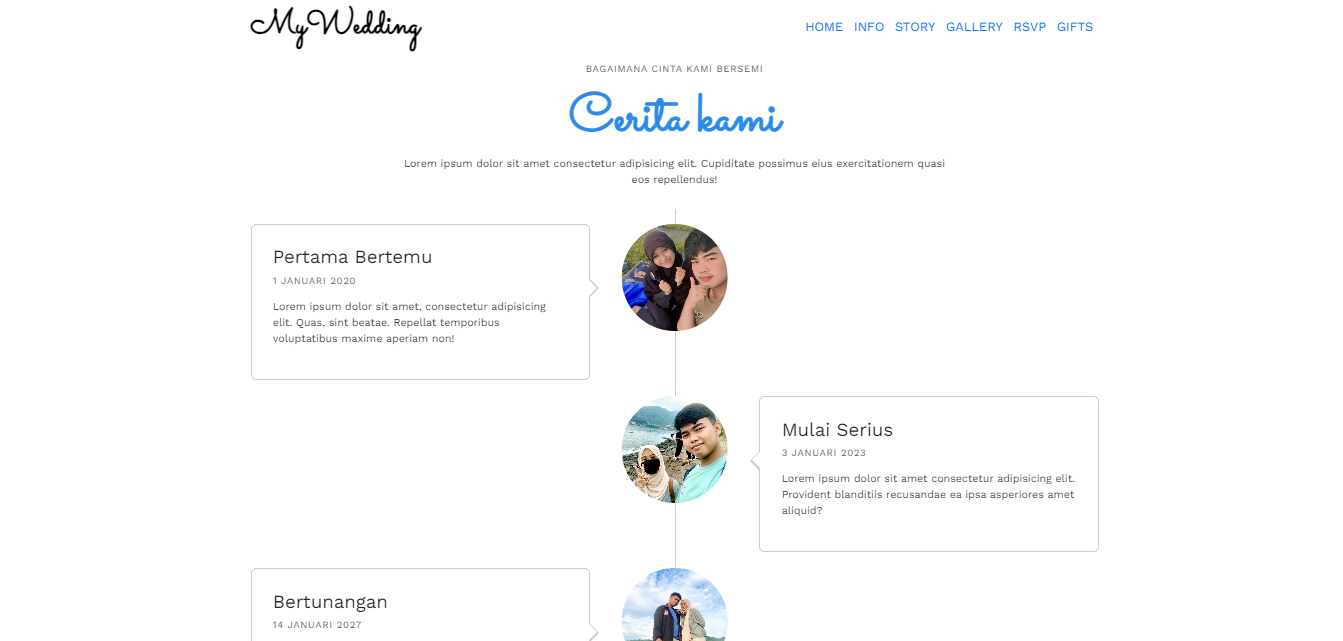 MyWedding
HOME INFO STORY GALLERY RSVP GIFTS
BAGAIMANA CINTA KAMI BERSEMI
Cerita kami
Lorem ipsum dolor sit amet consectetur adipisicing elit. Cupiditate possimus eius exercitationem quasi
eos repellendus!
Pertama Bertemu
1 JANUARI 2020
Lorem ipsum dolor sit amet, consectetur adipisicing
elit. Quas, sint beatae. Repellat temporibus
voluptatibus maxime aperiam non!
Mulai Serius
3 JANUARI 2023
Lorem ipsum dolor sit amet consectetur adipisicing elit.
Provident blanditiis recusandae ea ipsa asperiores amet
aliquid?
Bertunangan
14 JANUARI 2027